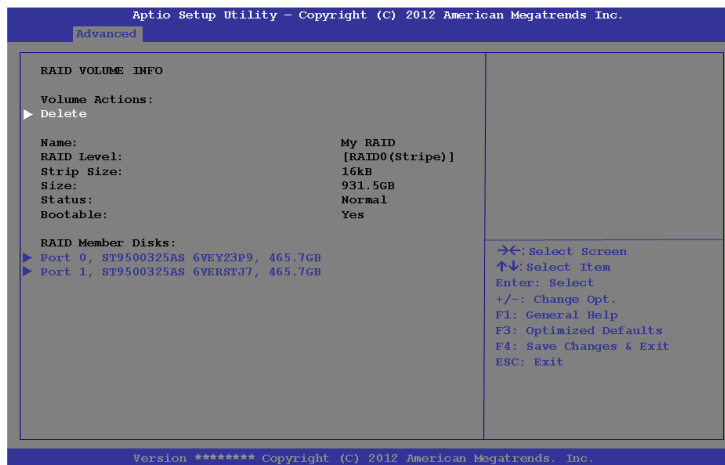 Aptio Setup Utility – Copyright (C) 2012 American Megatrends Inc.
Advanced
RAID VOLUME INFO
Volume Actions:
▶ Delete
Name: My RAID
RAID Level: [RAID0(Stripe)]
Strip Size: 16kB
Size: 931.5GB
Status: Normal
Bootable: Yes
RAID Member Disks:
▶ Port 0, ST9500325AS 6VEY23P9, 465.7GB
▶ Port 1, ST9500325AS 6VERSTJ7, 465.7GB
→←:Select Screen
↑↓:Select Item
Enter: Select
+/-: Change Opt.
F1: General Help
F3: Optimized Defaults
F4: Save Changes & Exit
ESC: Exit
Version ******** Copyright (C) 2012 American Megatrends. Inc.